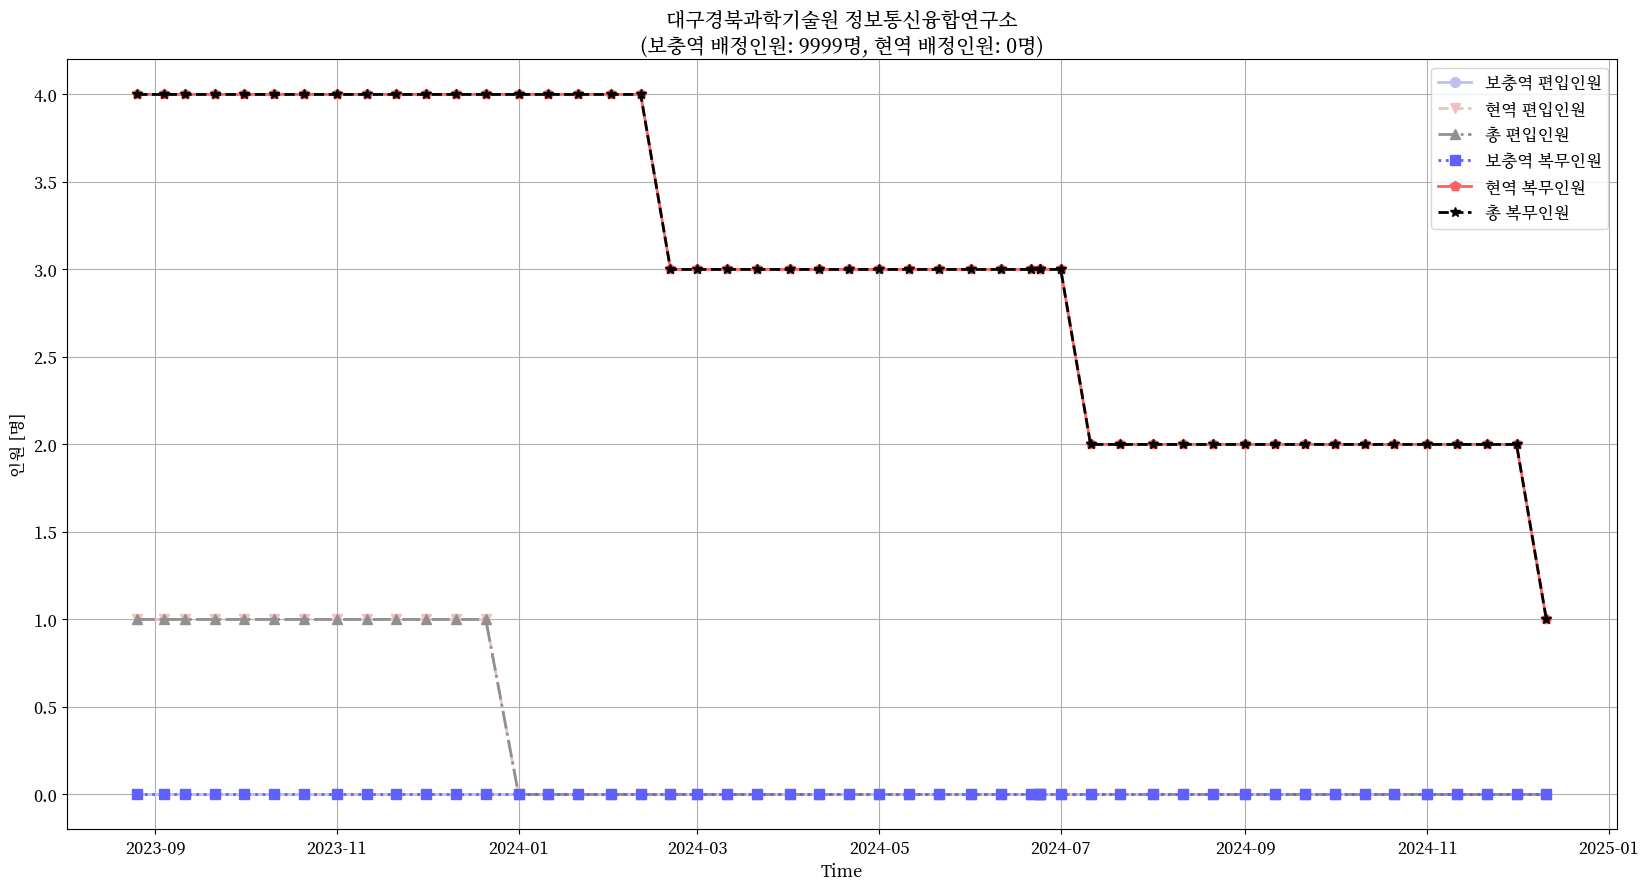 대구경북과학기술원 정보통신융합연구소
(보충역 배정인원: 9999명, 현역 배정인원: 0명)
보충역 편입인원
현역 편입인원
총 편입인원
보충역 복무인원
현역 복무인원
총 복무인원
인원 [명]
4.0
3.5
3.0
2.5
2.0
1.5
1.0
0.5
0.0
2023-09
2023-11
2024-01
2024-03
2024-05
2024-07
2024-09
2024-11
2025-01
Time